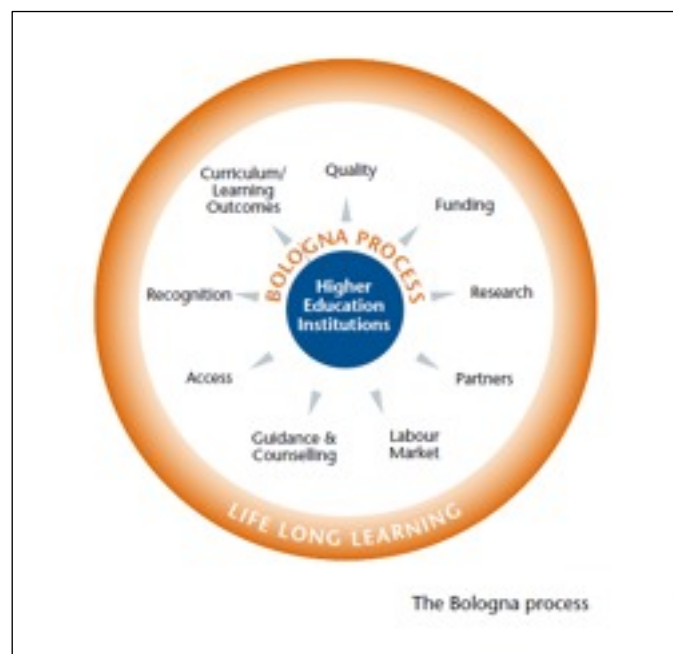 Quality
Curriculum/
Learning
Outcomes
Funding
BOLOGNA PROCESS
Higher
Education
Institutions
Recognition
Research
Access
Partners
Guidance &
Counselling
Labour
Market
LIFE LONG LEARNING
The Bologna process